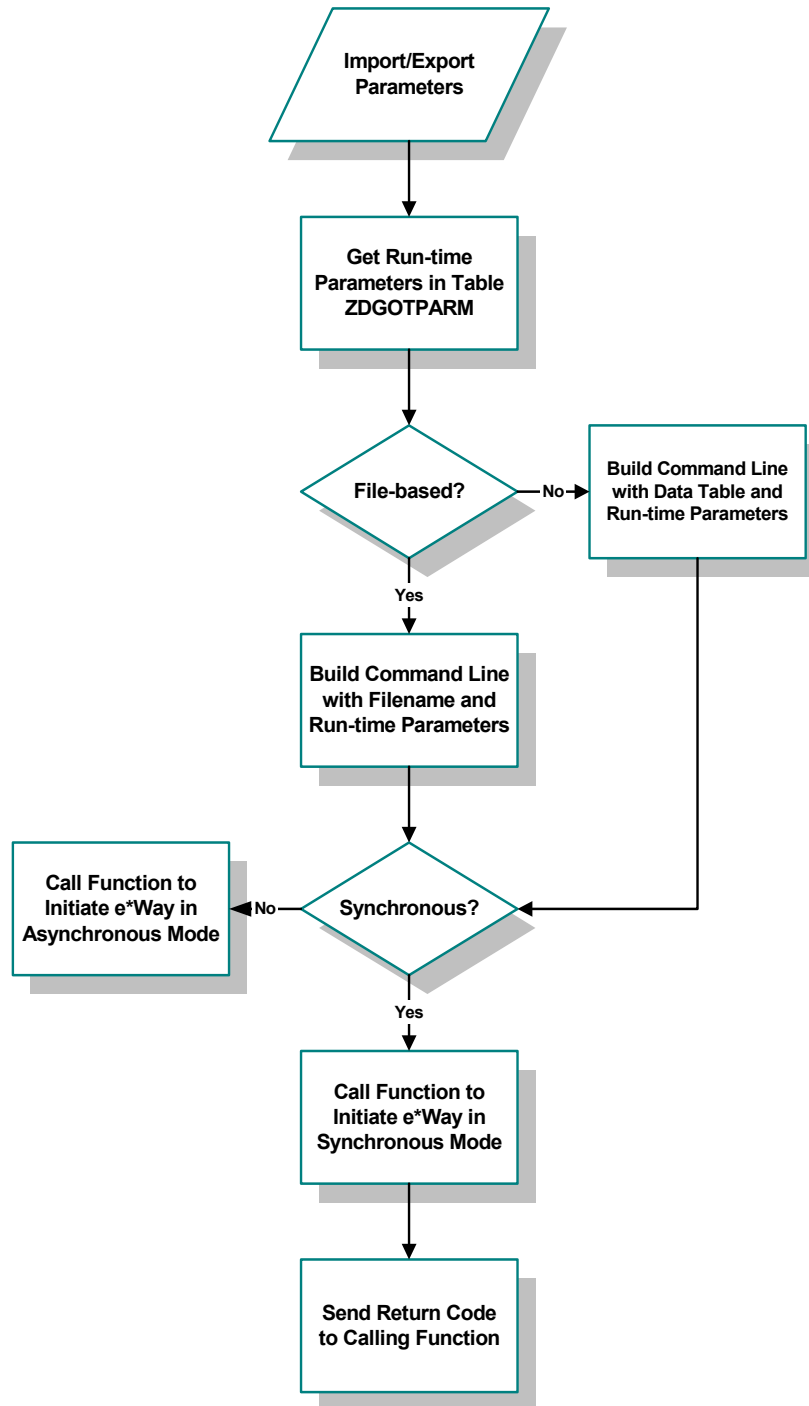 Import/Export
Parameters
Get Run-time
Parameters in Table
ZDGOTPARM
File-based?
No
Build Command Line
with Data Table and
Run-time Parameters
Yes
Build Command Line
with Filename and
Run-time Parameters
Call Function to
Initiate e*Way in
Asynchronous Mode
No
Synchronous?
Yes
Call Function to
Initiate e*Way in
Synchronous Mode
Send Return Code
to Calling Function